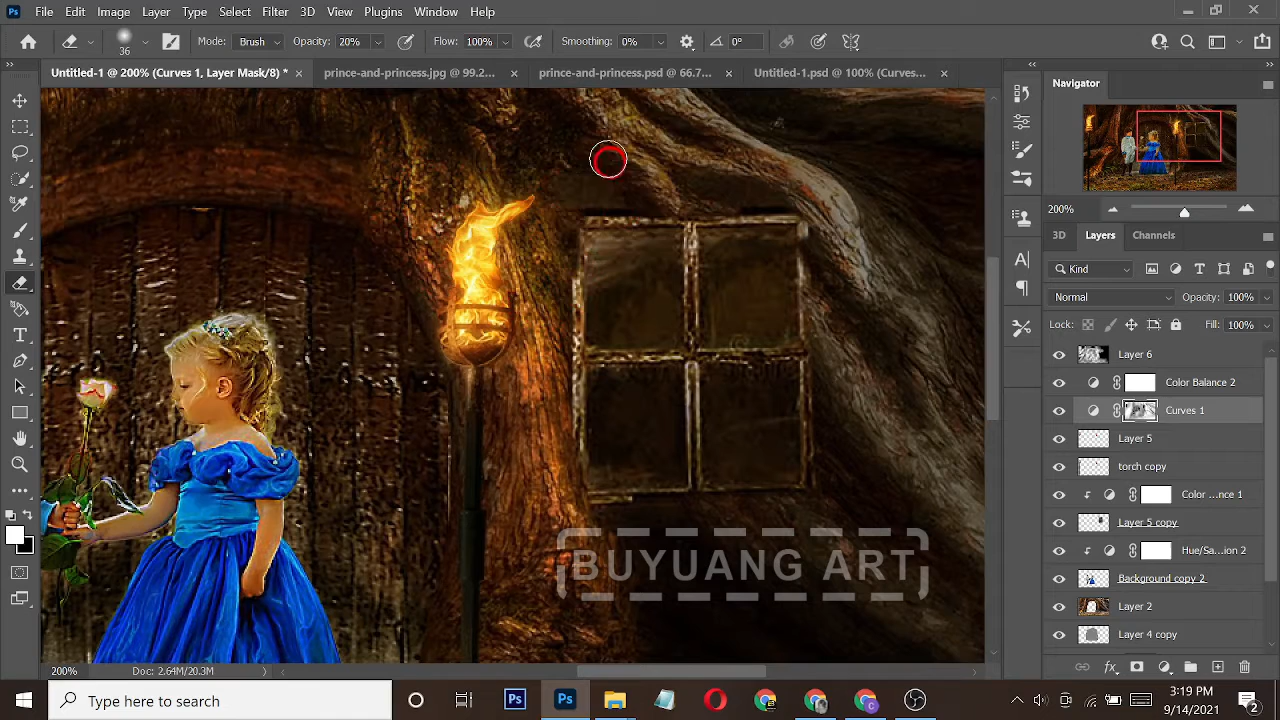 File Edit Image Layer Type Select Filter 3D View Plugins Window Help
36 Mode: Brush Opacity: 20% Flow: 100% Smoothing: 0% 0°
Untitled-1 @ 200% (Curves 1, Layer Mask/8) * prince-and-princess.jpg @ 99.2... prince-and-princess.psd @ 66.7... Untitled-1.psd @ 100% (Curves...
Navigator
200%
3D Layers Channels
Kind
Normal Opacity: 100%
Lock: Fill: 100%
Layer 6
Color Balance 2
Curves 1
Layer 5
torch copy
Color ...nce 1
Layer 5 copy
Hue/Sa...ion 2
Background copy 2
Layer 2
Layer 4 copy
BUYUANG ART
200% Doc: 2.64M/20.3M
Type here to search
3:19 PM
9/14/2021
2